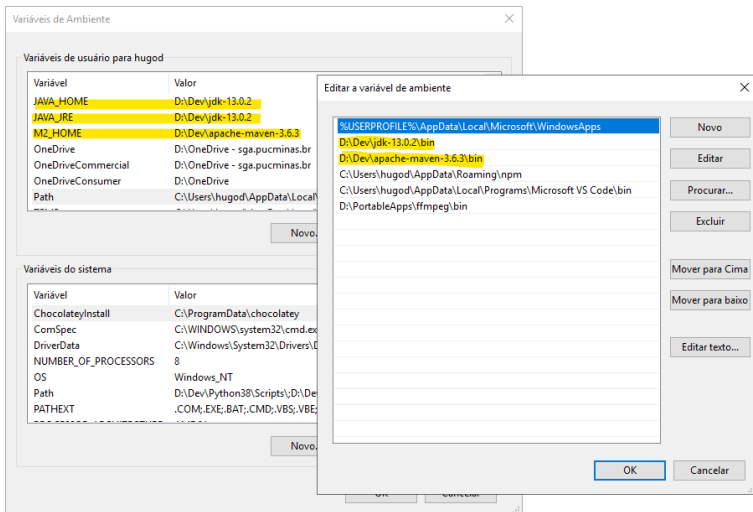 Variáveis de Ambiente
Variáveis de usuário para hugod
Variável Valor
JAVA_HOME D:\Dev\jdk-13.0.2
JAVA_JRE D:\Dev\jdk-13.0.2
M2_HOME D:\Dev\apache-maven-3.6.3
OneDrive D:\OneDrive - sga.pucminas.br
OneDriveCommercial D:\OneDrive - sga.pucminas.br
OneDriveConsumer D:\OneDrive
Path C:\Users\hugod\AppData\Local\
Novo.
Variáveis do sistema
Variável Valor
ChocolateyInstall C:\ProgramData\chocolatey
ComSpec C:\WINDOWS\system32\cmd.ex
DriverData C:\Windows\System32\Drivers\D
NUMBER_OF_PROCESSORS 8
OS Windows_NT
Path D:\Dev\Python38\Scripts\;D:\De
PATHEXT .COM;.EXE;.BAT;.CMD;.VBS;.VBE;
Novo.
Editar a variável de ambiente
%USERPROFILE%\AppData\Local\Microsoft\WindowsApps
D:\Dev\jdk-13.0.2\bin
D:\Dev\apache-maven-3.6.3\bin
C:\Users\hugod\AppData\Roaming\npm
C:\Users\hugod\AppData\Local\Programs\Microsoft VS Code\bin
D:\PortableApps\ffmpeg\bin
Novo
Editar
Procurar...
Excluir
Mover para Cima
Mover para baixo
Editar texto...
OK Cancelar